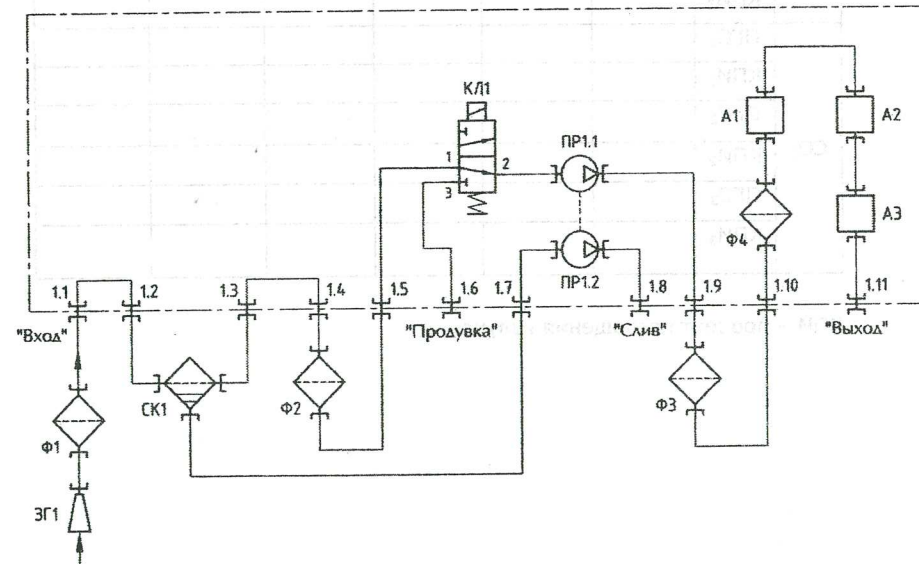 КЛ1
ПР1.1
А1
А2
1
2
3
А3
Ф4
ПР1.2
1.1
1.2
1.3
1.4
1.5
1.6
1.7
1.8
1.9
1.10
1.11
"Вход"
"Продувка"
"Слив"
"Выход"
СК1
Ф2
Ф3
Ф1
ЗГ1